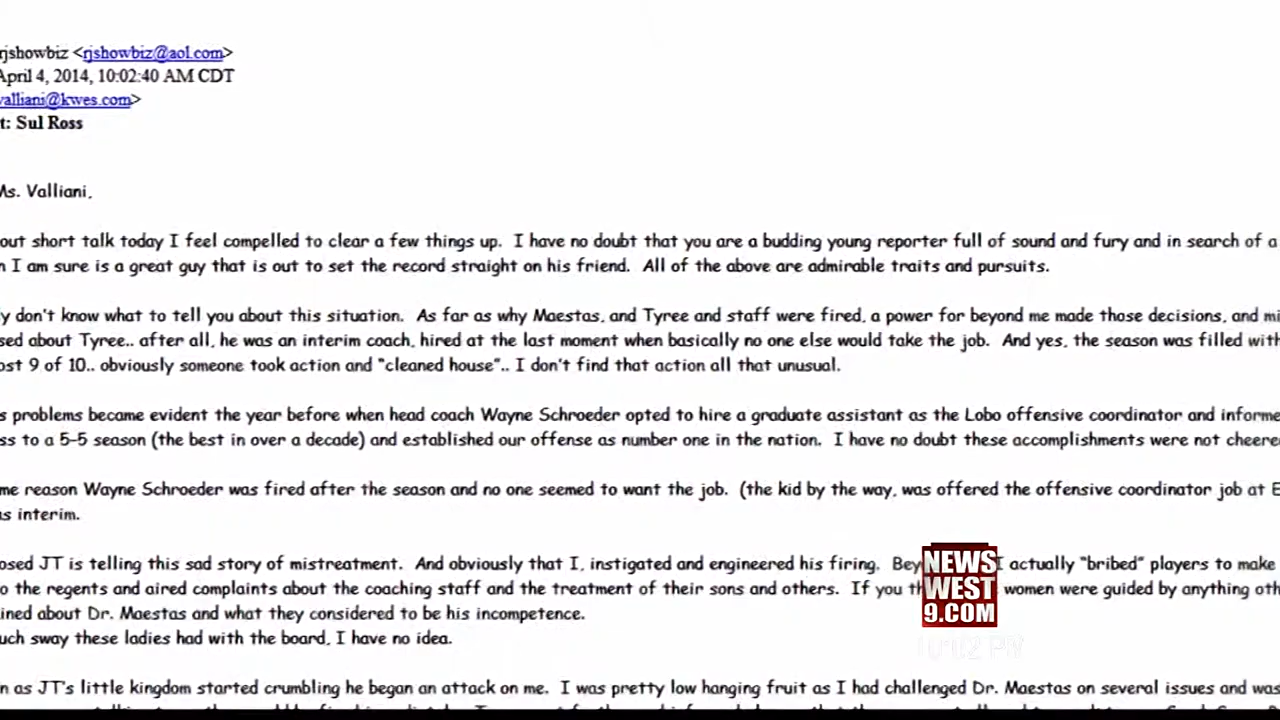 rjshowbiz <rjshowbiz@aol.com>
April 4, 2014, 10:02:40 AM CDT
valliani@kwes.com>
t: Sul Ross
Ms. Valliani,
out short talk today I feel compelled to clear a few things up. I have no doubt that you are a budding young reporter full of sound and fury and in search of a
I am sure is a great guy that is out to set the record straight on his friend. All of the above are admirable traits and pursuits.
y don't know what to tell you about this situation. As far as why Maestas, and Tyree and staff were fired, a power for beyond me made those decisions, and mi
sed about Tyree.. after all, he was an interim coach, hired at the last moment when basically no one else would take the job. And yes, the season was filled with
ost 9 of 10.. obviously someone took action and "cleaned house".. I don't find that action all that unusual.
s problems became evident the year before when head coach Wayne Schroeder opted to hire a graduate assistant as the Lobo offensive coordinator and informe
ss to a 5-5 season (the best in over a decade) and established our offense as number one in the nation. I have no doubt these accomplishments were not cheere
me reason Wayne Schroeder was fired after the season and no one seemed to want the job. (the kid by the way, was offered the offensive coordinator job at E
as interim.
osed JT is telling this sad story of mistreatment. And obviously that I, instigated and engineered his firing. Bey I actually "bribed" players to make
o the regents and aired complaints about the coaching staff and the treatment of their sons and others. If you th women were guided by anything oth
ined about Dr. Maestas and what they considered to be his incompetence.
uch sway these ladies had with the board, I have no idea.
n as JT's little kingdom started crumbling he began an attack on me. I was pretty low hanging fruit as I had challenged Dr. Maestas on several issues and was
NEWS
WEST
9.COM
10:02 PM